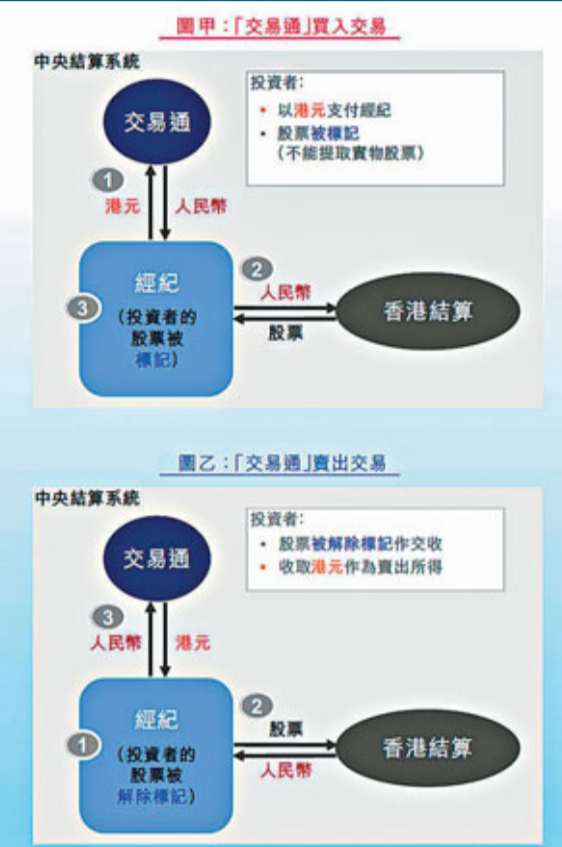 圖甲：「交易通」買入交易
中央結算系統
交易通
投資者：
• 以港元支付經紀
• 股票被標記
（不能提取實物股票）
1
港元
人民幣
經紀
（投資者的
股票被
標記）
3
2
人民幣
股票
香港結算
圖乙：「交易通」賣出交易
中央結算系統
交易通
投資者：
• 股票被解除標記作交收
• 收取港元作為賣出所得
3
人民幣
港元
經紀
（投資者的
股票被
解除標記）
1
2
股票
人民幣
香港結算